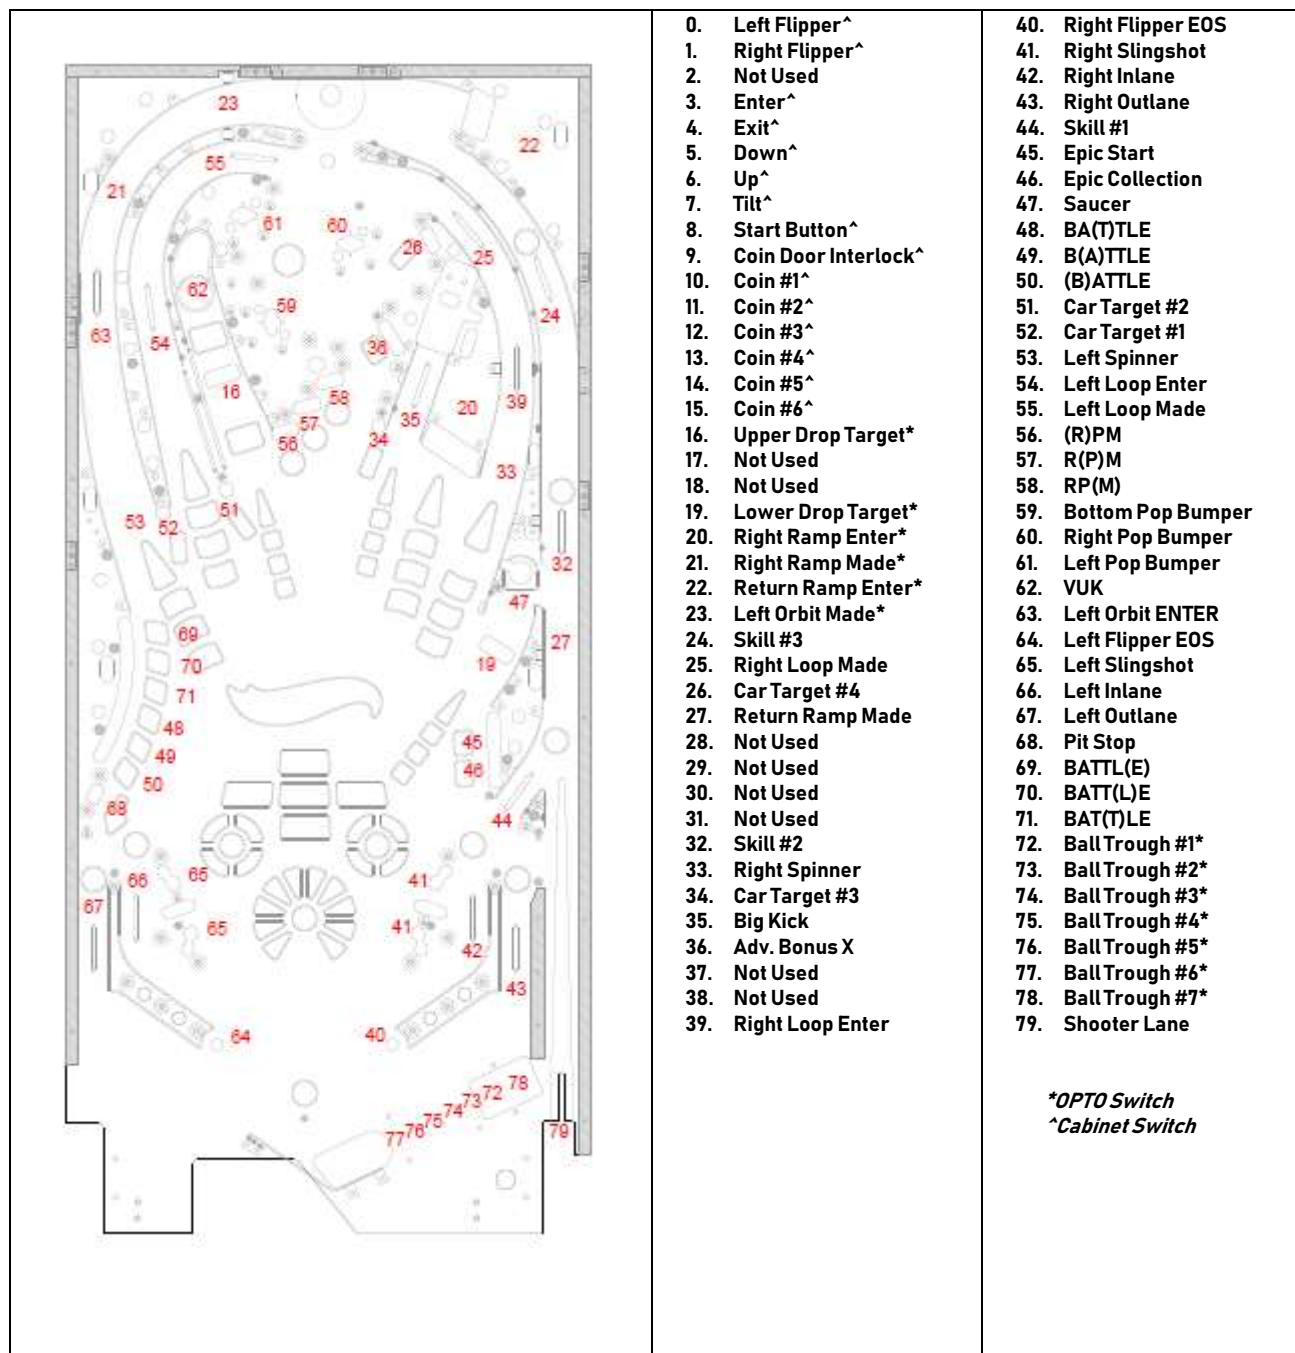 23
22
21
55
61
60
26
25
62
59
24
63
54
36
16
58
39
57
35
20
56
34
33
51
53
52
32
47
27
69
19
70
71
48
45
49
46
50
68
44
65
66
41
67
65
41
42
43
64
40
78
72
73
74
75
76
77
79
0. Left Flipper^
1. Right Flipper^
2. Not Used
3. Enter^
4. Exit^
5. Down^
6. Up^
7. Tilt^
8. Start Button^
9. Coin Door Interlock^
10. Coin #1^
11. Coin #2^
12. Coin #3^
13. Coin #4^
14. Coin #5^
15. Coin #6^
16. Upper Drop Target*
17. Not Used
18. Not Used
19. Lower Drop Target*
20. Right Ramp Enter*
21. Right Ramp Made*
22. Return Ramp Enter*
23. Left Orbit Made*
24. Skill #3
25. Right Loop Made
26. Car Target #4
27. Return Ramp Made
28. Not Used
29. Not Used
30. Not Used
31. Not Used
32. Skill #2
33. Right Spinner
34. Car Target #3
35. Big Kick
36. Adv. Bonus X
37. Not Used
38. Not Used
39. Right Loop Enter
40. Right Flipper EOS
41. Right Slingshot
42. Right Inlane
43. Right Outlane
44. Skill #1
45. Epic Start
46. Epic Collection
47. Saucer
48. BA(T)TLE
49. B(A)TTLE
50. (B)ATTLE
51. Car Target #2
52. Car Target #1
53. Left Spinner
54. Left Loop Enter
55. Left Loop Made
56. (R)PM
57. R(P)M
58. RP(M)
59. Bottom Pop Bumper
60. Right Pop Bumper
61. Left Pop Bumper
62. VUK
63. Left Orbit ENTER
64. Left Flipper EOS
65. Left Slingshot
66. Left Inlane
67. Left Outlane
68. Pit Stop
69. BATTL(E)
70. BATT(L)E
71. BAT(T)LE
72. Ball Trough #1*
73. Ball Trough #2*
74. Ball Trough #3*
75. Ball Trough #4*
76. Ball Trough #5*
77. Ball Trough #6*
78. Ball Trough #7*
79. Shooter Lane
*OPTO Switch
^Cabinet Switch